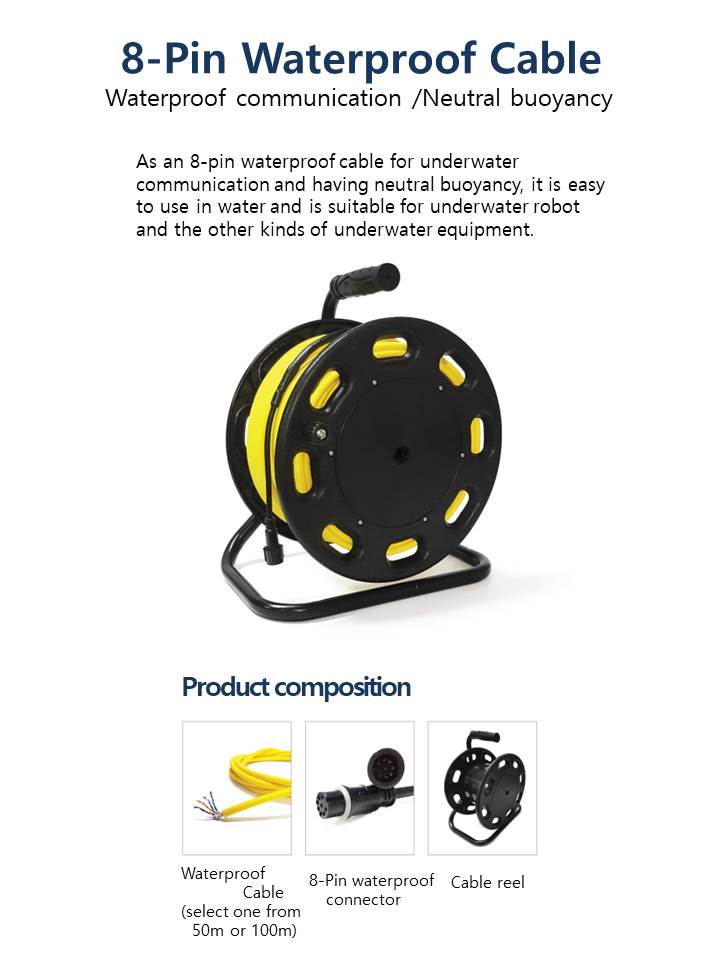 8-Pin Waterproof Cable
Waterproof communication /Neutral buoyancy
As an 8-pin waterproof cable for underwater
communication and having neutral buoyancy, it is easy
to use in water and is suitable for underwater robot
and the other kinds of underwater equipment.
Product composition
Waterproof
Cable
(select one from
50m or 100m)
8-Pin waterproof
connector
Cable reel